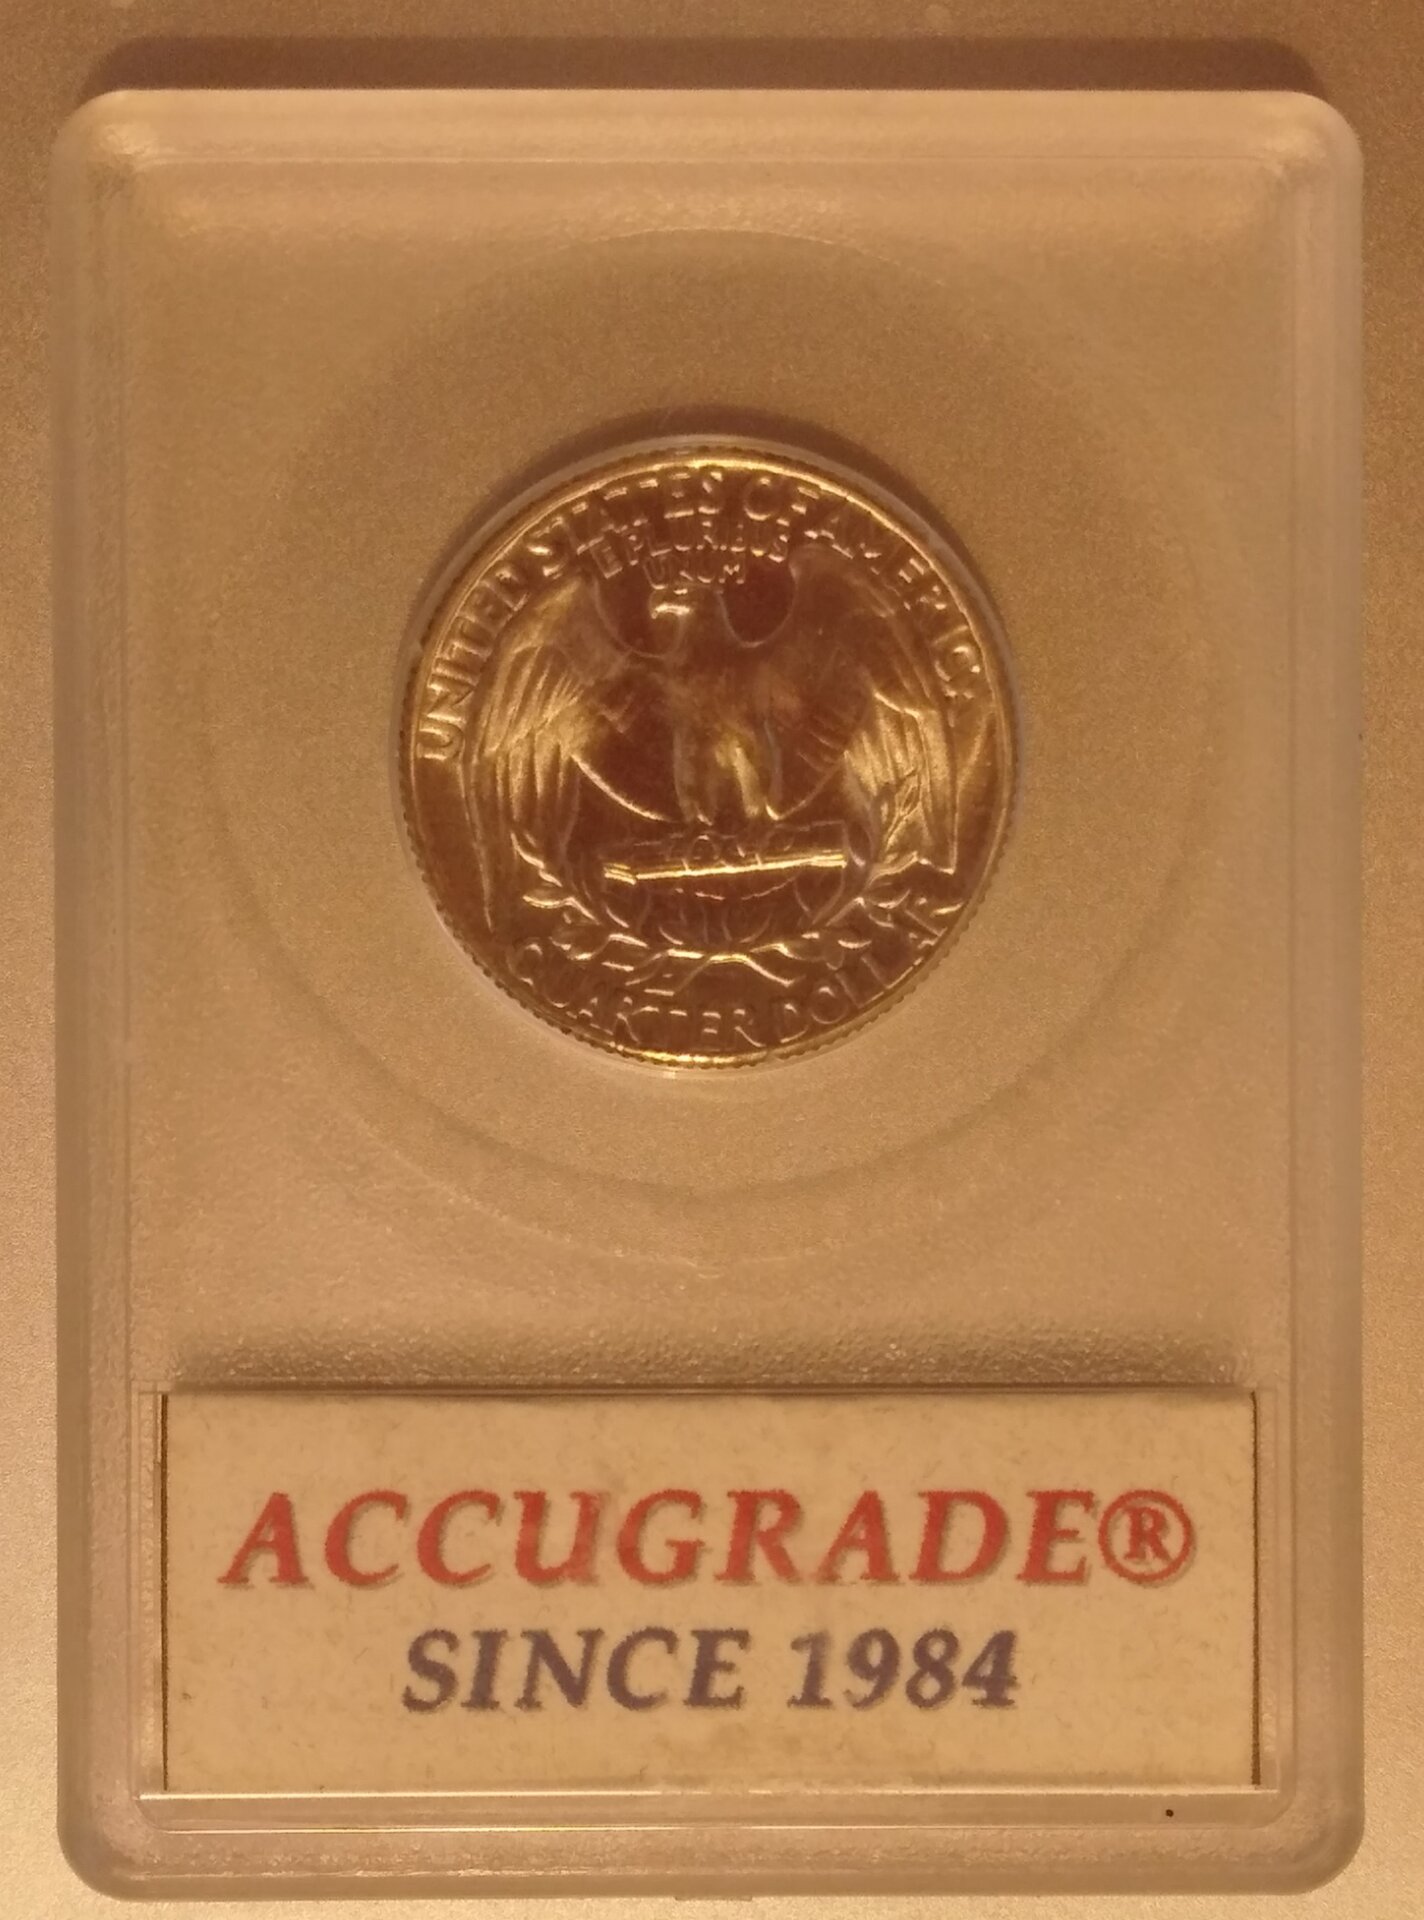 UNITED STATES OF AMERICA
E PLURIBUS
UNUM
QUARTER DOLLAR
ACCUGRADE®
SINCE 1984